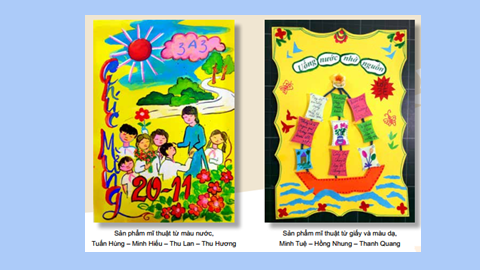 3A3
Chúc Mừng
20-11
Uống nước nhớ nguồn
Sản phẩm mĩ thuật từ màu nước,
Tuấn Hùng – Minh Hiếu – Thu Lan – Thu Hương
Sản phẩm mĩ thuật từ giấy và màu dạ,
Minh Tuệ – Hồng Nhung – Thanh Quang